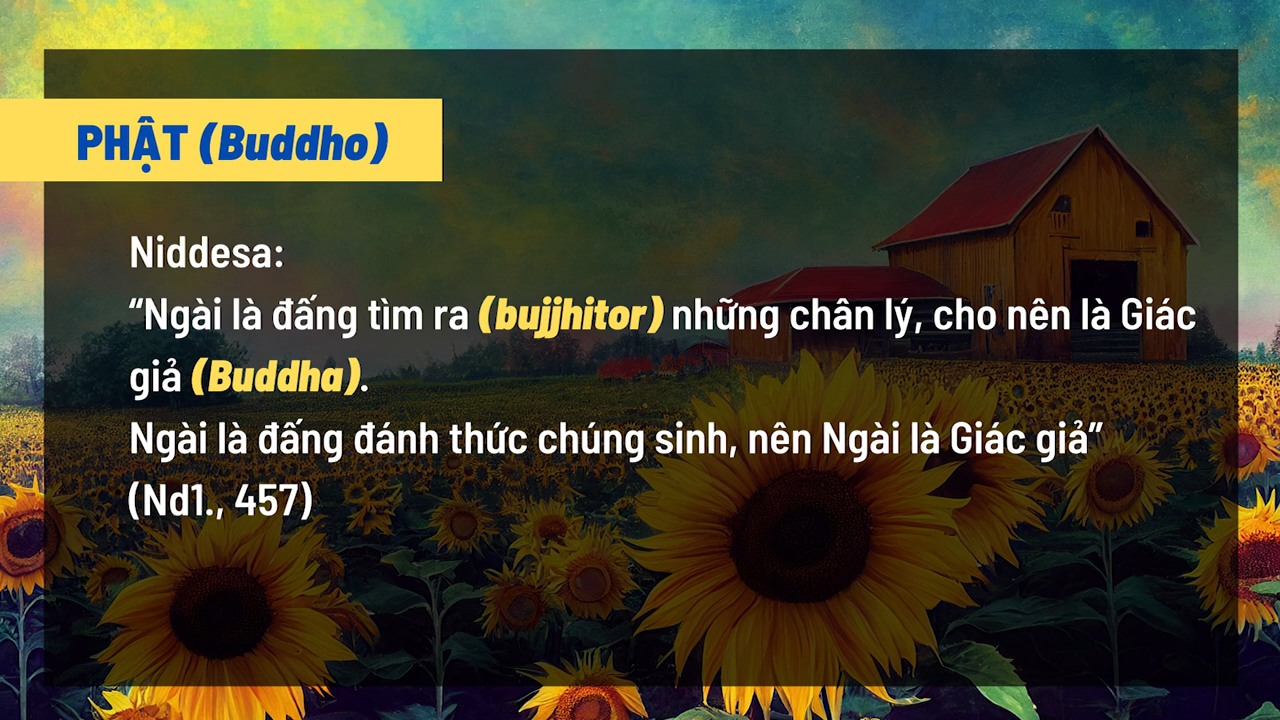 PHẬT (Buddho)
Niddesa:
“Ngài là đấng tìm ra (bujjhitor) những chân lý, cho nên là Giác
giả (Buddha).
Ngài là đấng đánh thức chúng sinh, nên Ngài là Giác giả”
(Nd1., 457)